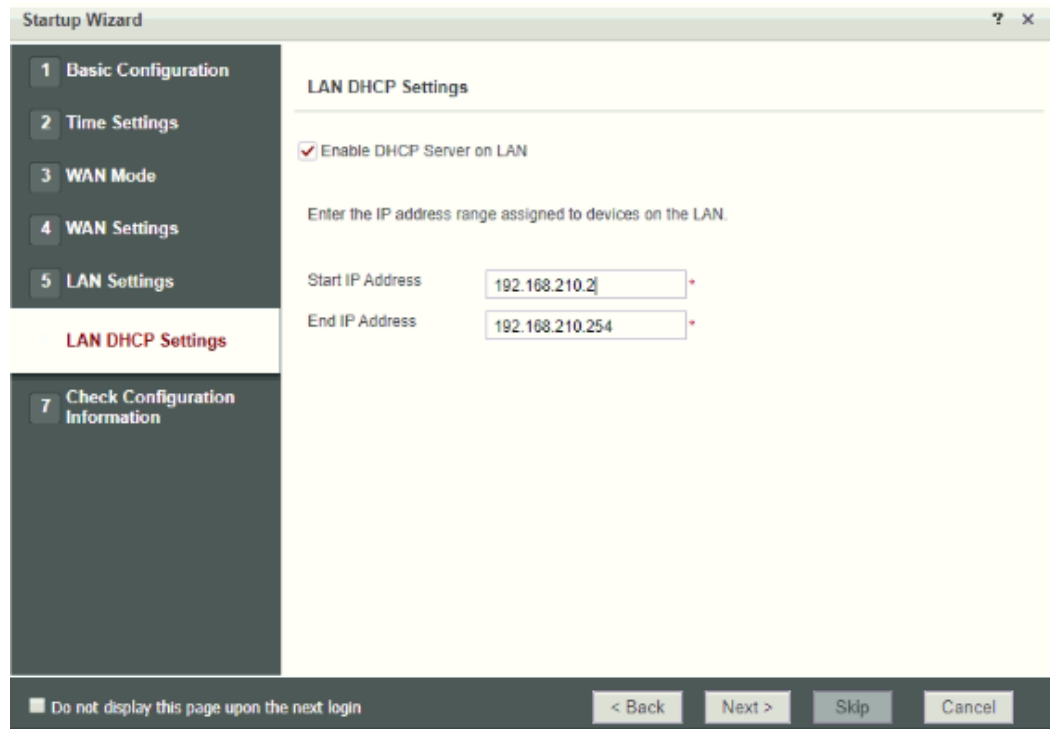 Startup Wizard ? ×
1 Basic Configuration
2 Time Settings
3 WAN Mode
4 WAN Settings
5 LAN Settings
LAN DHCP Settings
7 Check Configuration
Information
LAN DHCP Settings
Enable DHCP Server on LAN
Enter the IP address range assigned to devices on the LAN.
Start IP Address 192.168.210.2 *
End IP Address 192.168.210.254 *
Do not display this page upon the next login
< Back Next > Skip Cancel